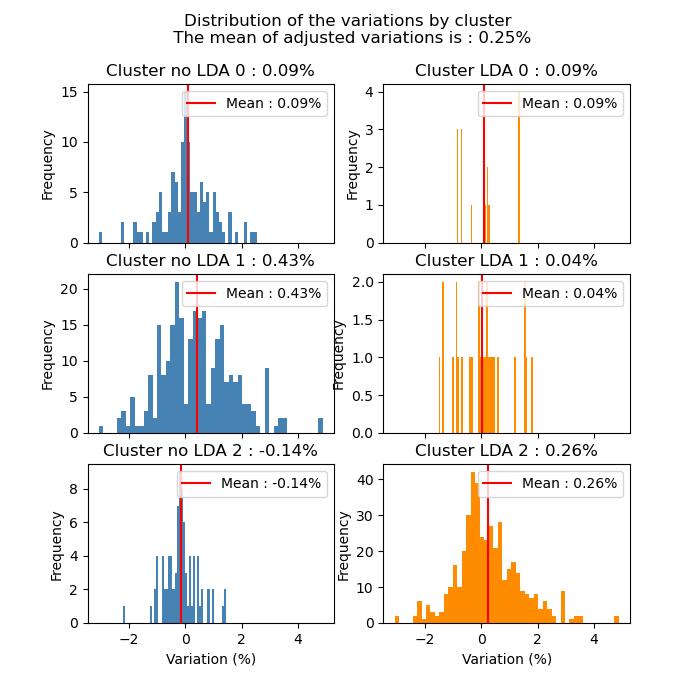 Distribution of the variations by cluster
The mean of adjusted variations is : 0.25%
Cluster no LDA 0 : 0.09%
Cluster LDA 0 : 0.09%
Frequency
15
10
5
0
Mean : 0.09%
Frequency
4
3
2
1
0
Mean : 0.09%
Cluster no LDA 1 : 0.43%
Cluster LDA 1 : 0.04%
Frequency
20
15
10
5
0
Mean : 0.43%
Frequency
2.0
1.5
1.0
0.5
0.0
Mean : 0.04%
Cluster no LDA 2 : -0.14%
Cluster LDA 2 : 0.26%
Frequency
8
6
4
2
0
Mean : -0.14%
Frequency
40
30
20
10
0
Mean : 0.26%
−2 0 2 4
Variation (%)
−2 0 2 4
Variation (%)